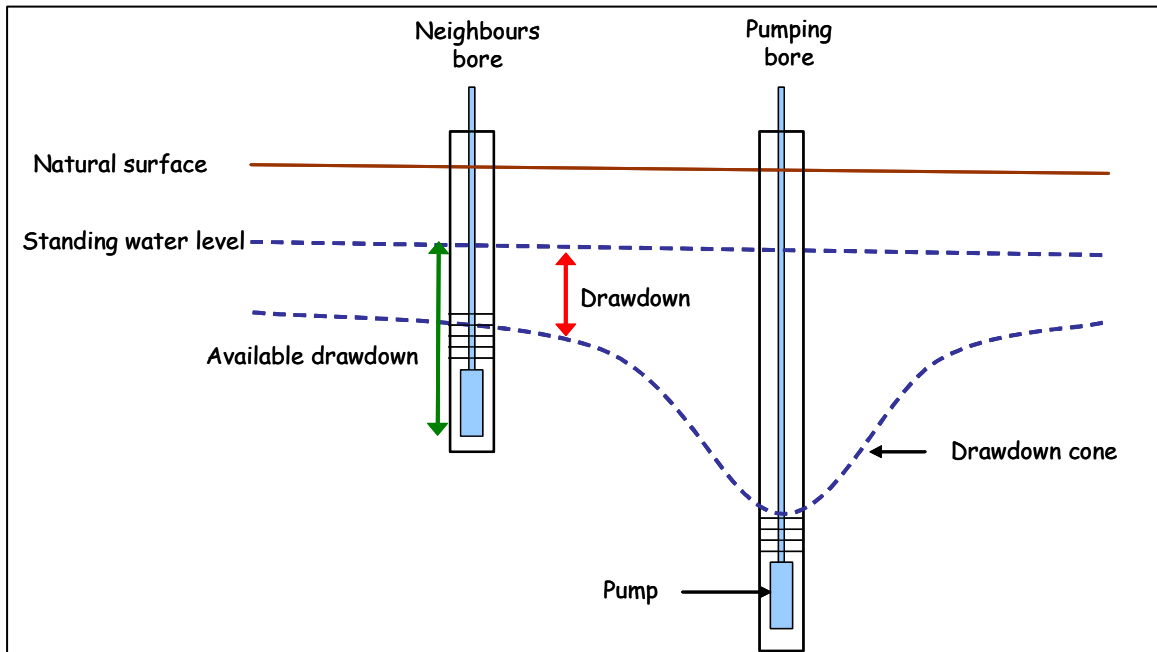 Neighbours
bore
Pumping
bore
Natural surface
Standing water level
Drawdown
Available drawdown
Drawdown cone
Pump